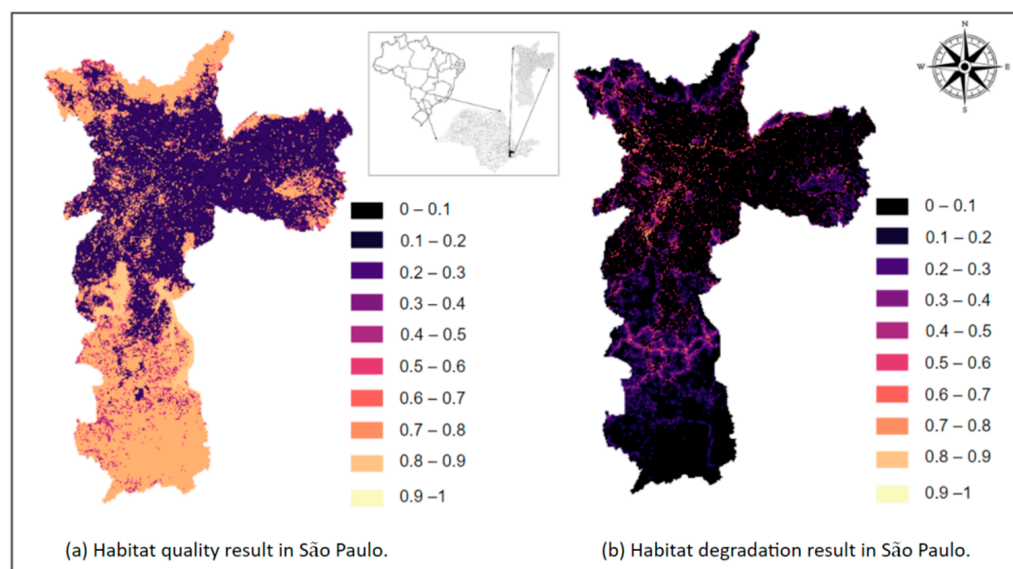 N
W
E
S
0 – 0.1
0.1 – 0.2
0.2 – 0.3
0.3 – 0.4
0.4 – 0.5
0.5 – 0.6
0.6 – 0.7
0.7 – 0.8
0.8 – 0.9
0.9 –1
0 – 0.1
0.1 – 0.2
0.2 – 0.3
0.3 – 0.4
0.4 – 0.5
0.5 – 0.6
0.6 – 0.7
0.7 – 0.8
0.8 – 0.9
0.9 –1
(a) Habitat quality result in São Paulo.
(b) Habitat degradation result in São Paulo.